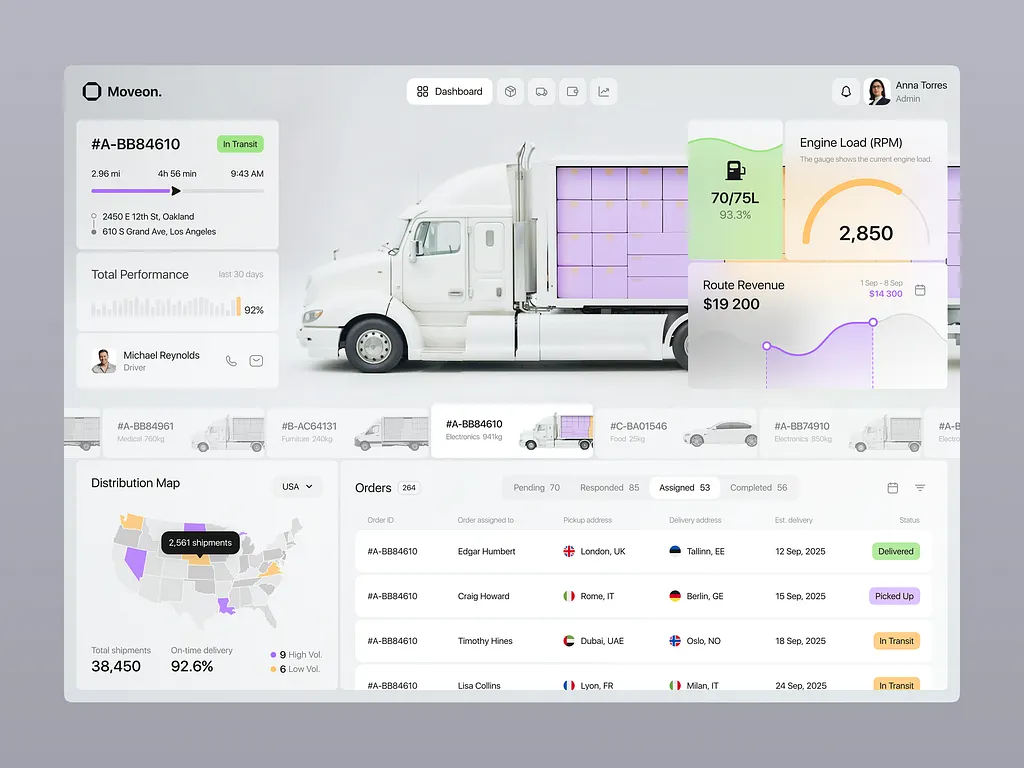 Moveon.
Dashboard
Anna Torres
Admin
#A-BB84610
In Transit
2.96 mi
4h 56 min
9:43 AM
2450 E 12th St, Oakland
610 S Grand Ave, Los Angeles
Total Performance
last 30 days
92%
Michael Reynolds
Driver
70/75L
93.3%
Engine Load (RPM)
The gauge shows the current engine load.
2,850
Route Revenue
$19 200
1 Sep - 8 Sep
$14 300
#A-BB84961
Medical 760kg
#B-AC64131
Furniture 240kg
#A-BB84610
Electronics 941kg
#C-BA01546
Food 25kg
#A-BB74910
Electronics 850kg
Distribution Map
USA
2,561 shipments
Total shipments
38,450
On-time delivery
92.6%
9 High Vol.
6 Low Vol.
Orders 264
Pending 70
Responded 85
Assigned 53
Completed 56
Order ID
Order assigned to
Pickup address
Delivery address
Est. delivery
Status
#A-BB84610 Edgar Humbert London, UK Tallinn, EE 12 Sep, 2025 Delivered
#A-BB84610 Craig Howard Rome, IT Berlin, GE 15 Sep, 2025 Picked Up
#A-BB84610 Timothy Hines Dubai, UAE Oslo, NO 18 Sep, 2025 In Transit
#A-BB84610 Lisa Collins Lyon, FR Milan, IT 24 Sep, 2025 In Transit